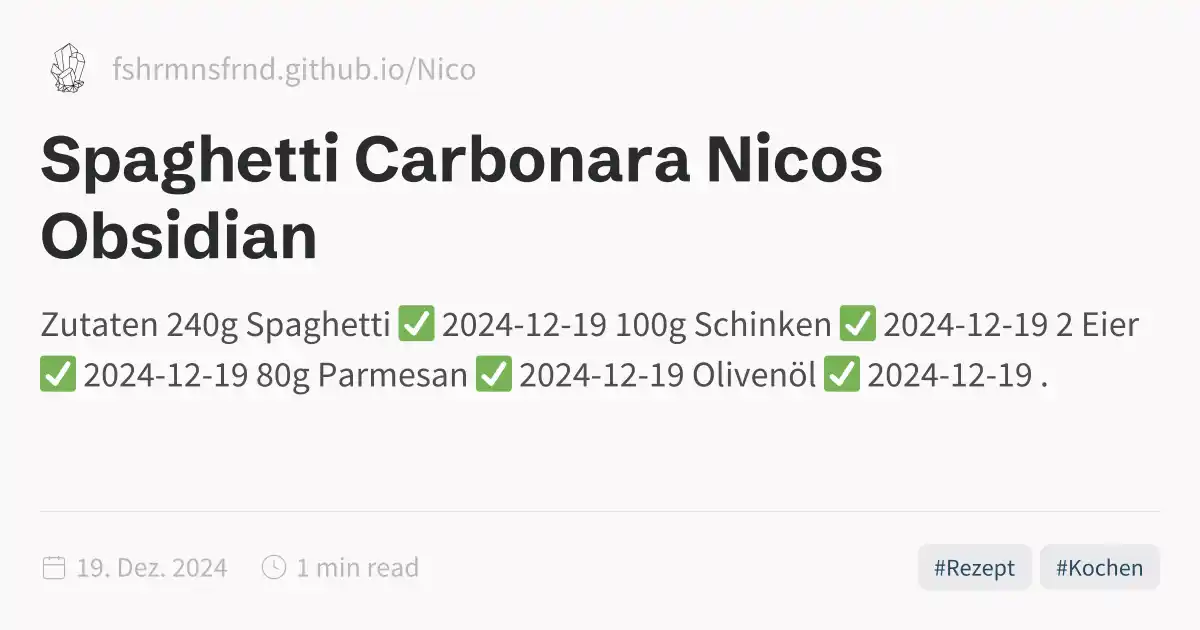 fshrmnsfrnd.github.io/Nico
Spaghetti Carbonara Nicos
Obsidian
Zutaten 240g Spaghetti ✅ 2024-12-19 100g Schinken ✅ 2024-12-19 2 Eier
✅ 2024-12-19 80g Parmesan ✅ 2024-12-19 Olivenöl ✅ 2024-12-19 .
19. Dez. 2024 1 min read #Rezept #Kochen